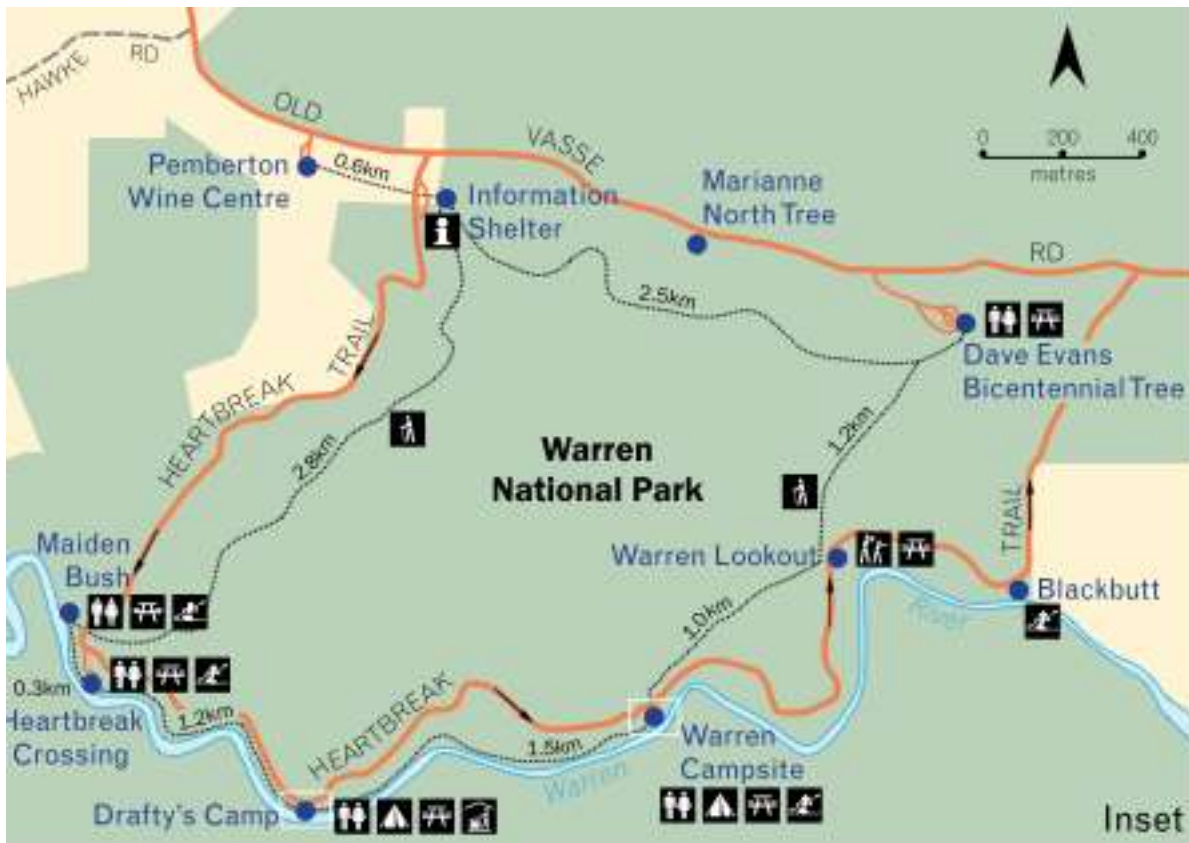 HAWKE
RD
OLD
VASSE
RD
0
200
400
metres
Pemberton
Wine Centre
0.6km
Information
Shelter
Marianne
North Tree
2.5km
Dave Evans
Bicentennial Tree
HEARTBREAK
TRAIL
2.8km
1.2km
Warren
National Park
Maiden
Bush
Warren Lookout
TRAIL
Blackbutt
River
1.0km
0.3km
Heartbreak
Crossing
1.2km
HEARTBREAK
1.5km
Warren
Warren
Campsite
Drafty's Camp
Inset